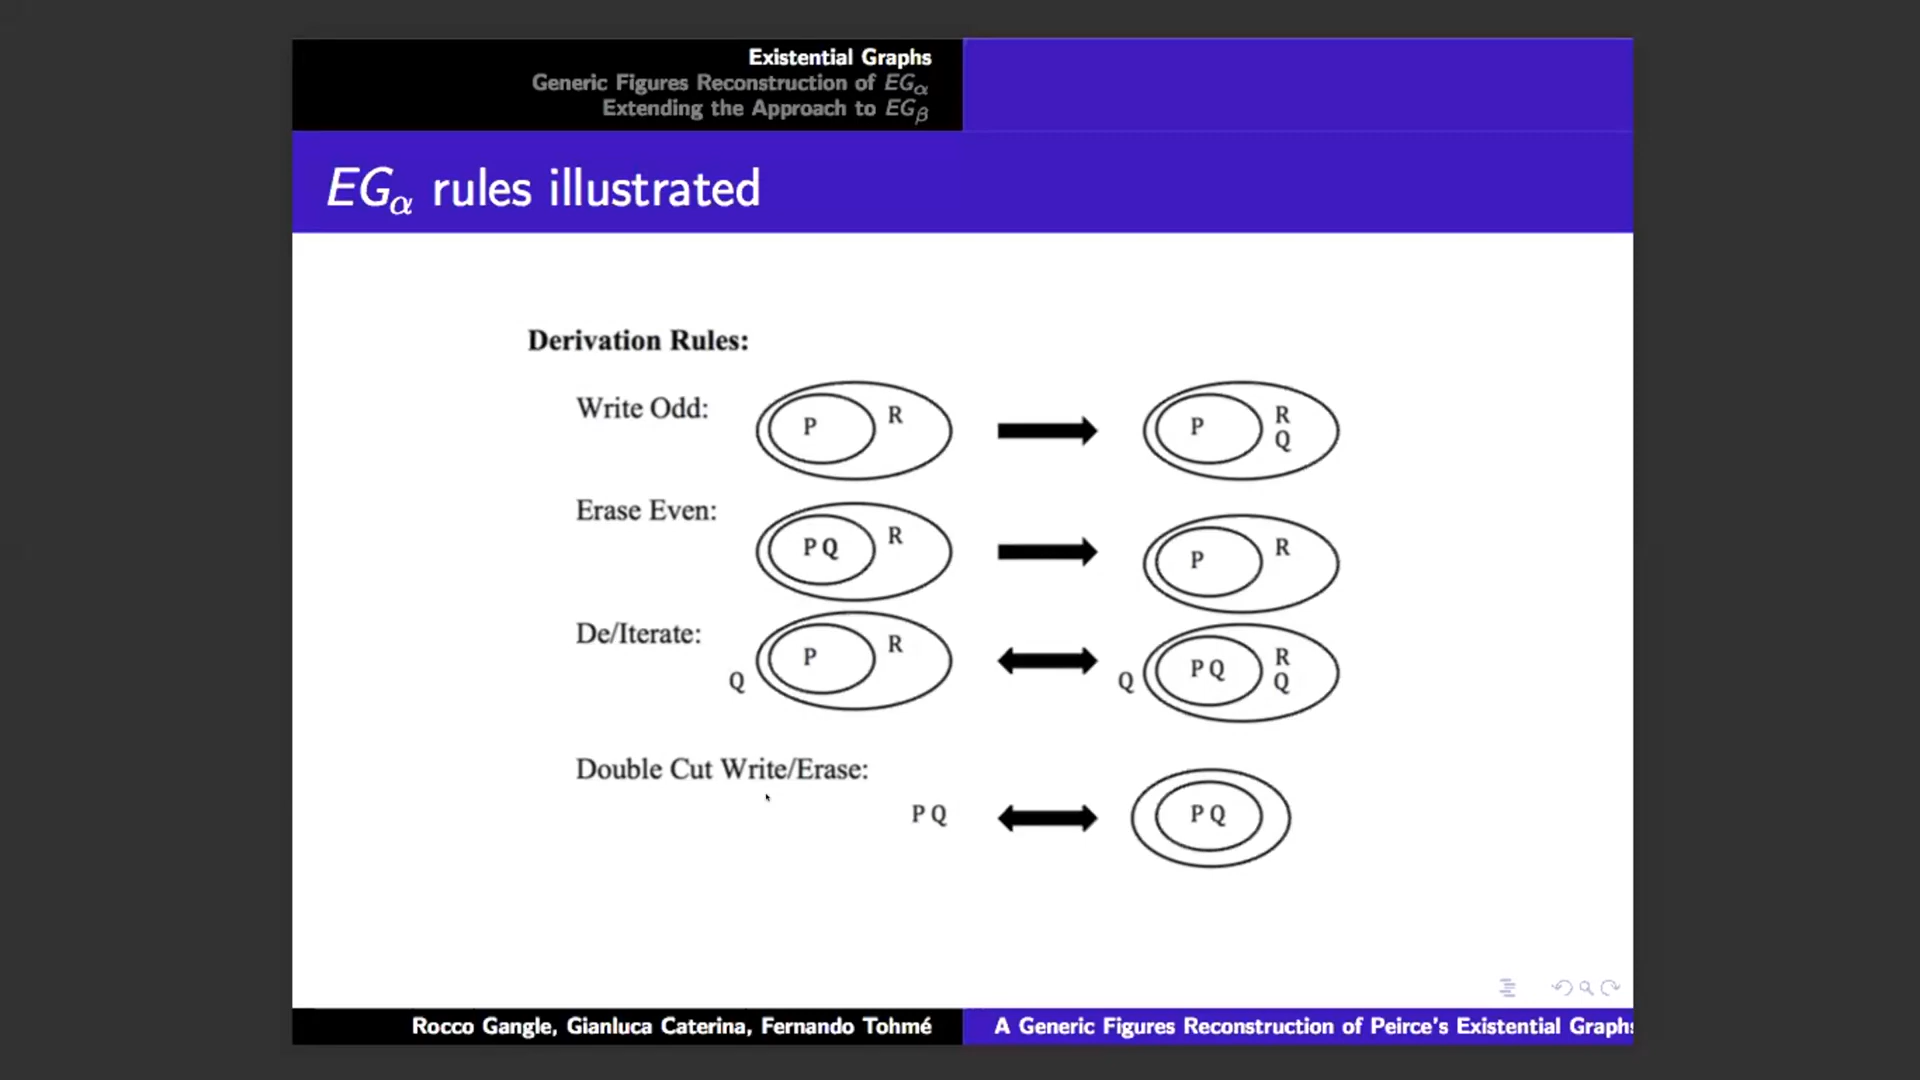 Existential Graphs
Generic Figures Reconstruction of EGα
Extending the Approach to EGβ
EGα rules illustrated
Derivation Rules:
Write Odd:
P
R
P
R
Q
Erase Even:
P Q
R
P
R
De/Iterate:
P
R
Q
P Q
R
Q
Q
Double Cut Write/Erase:
P Q
P Q
Rocco Gangle, Gianluca Caterina, Fernando Tohmé
A Generic Figures Reconstruction of Peirce's Existential Graphs